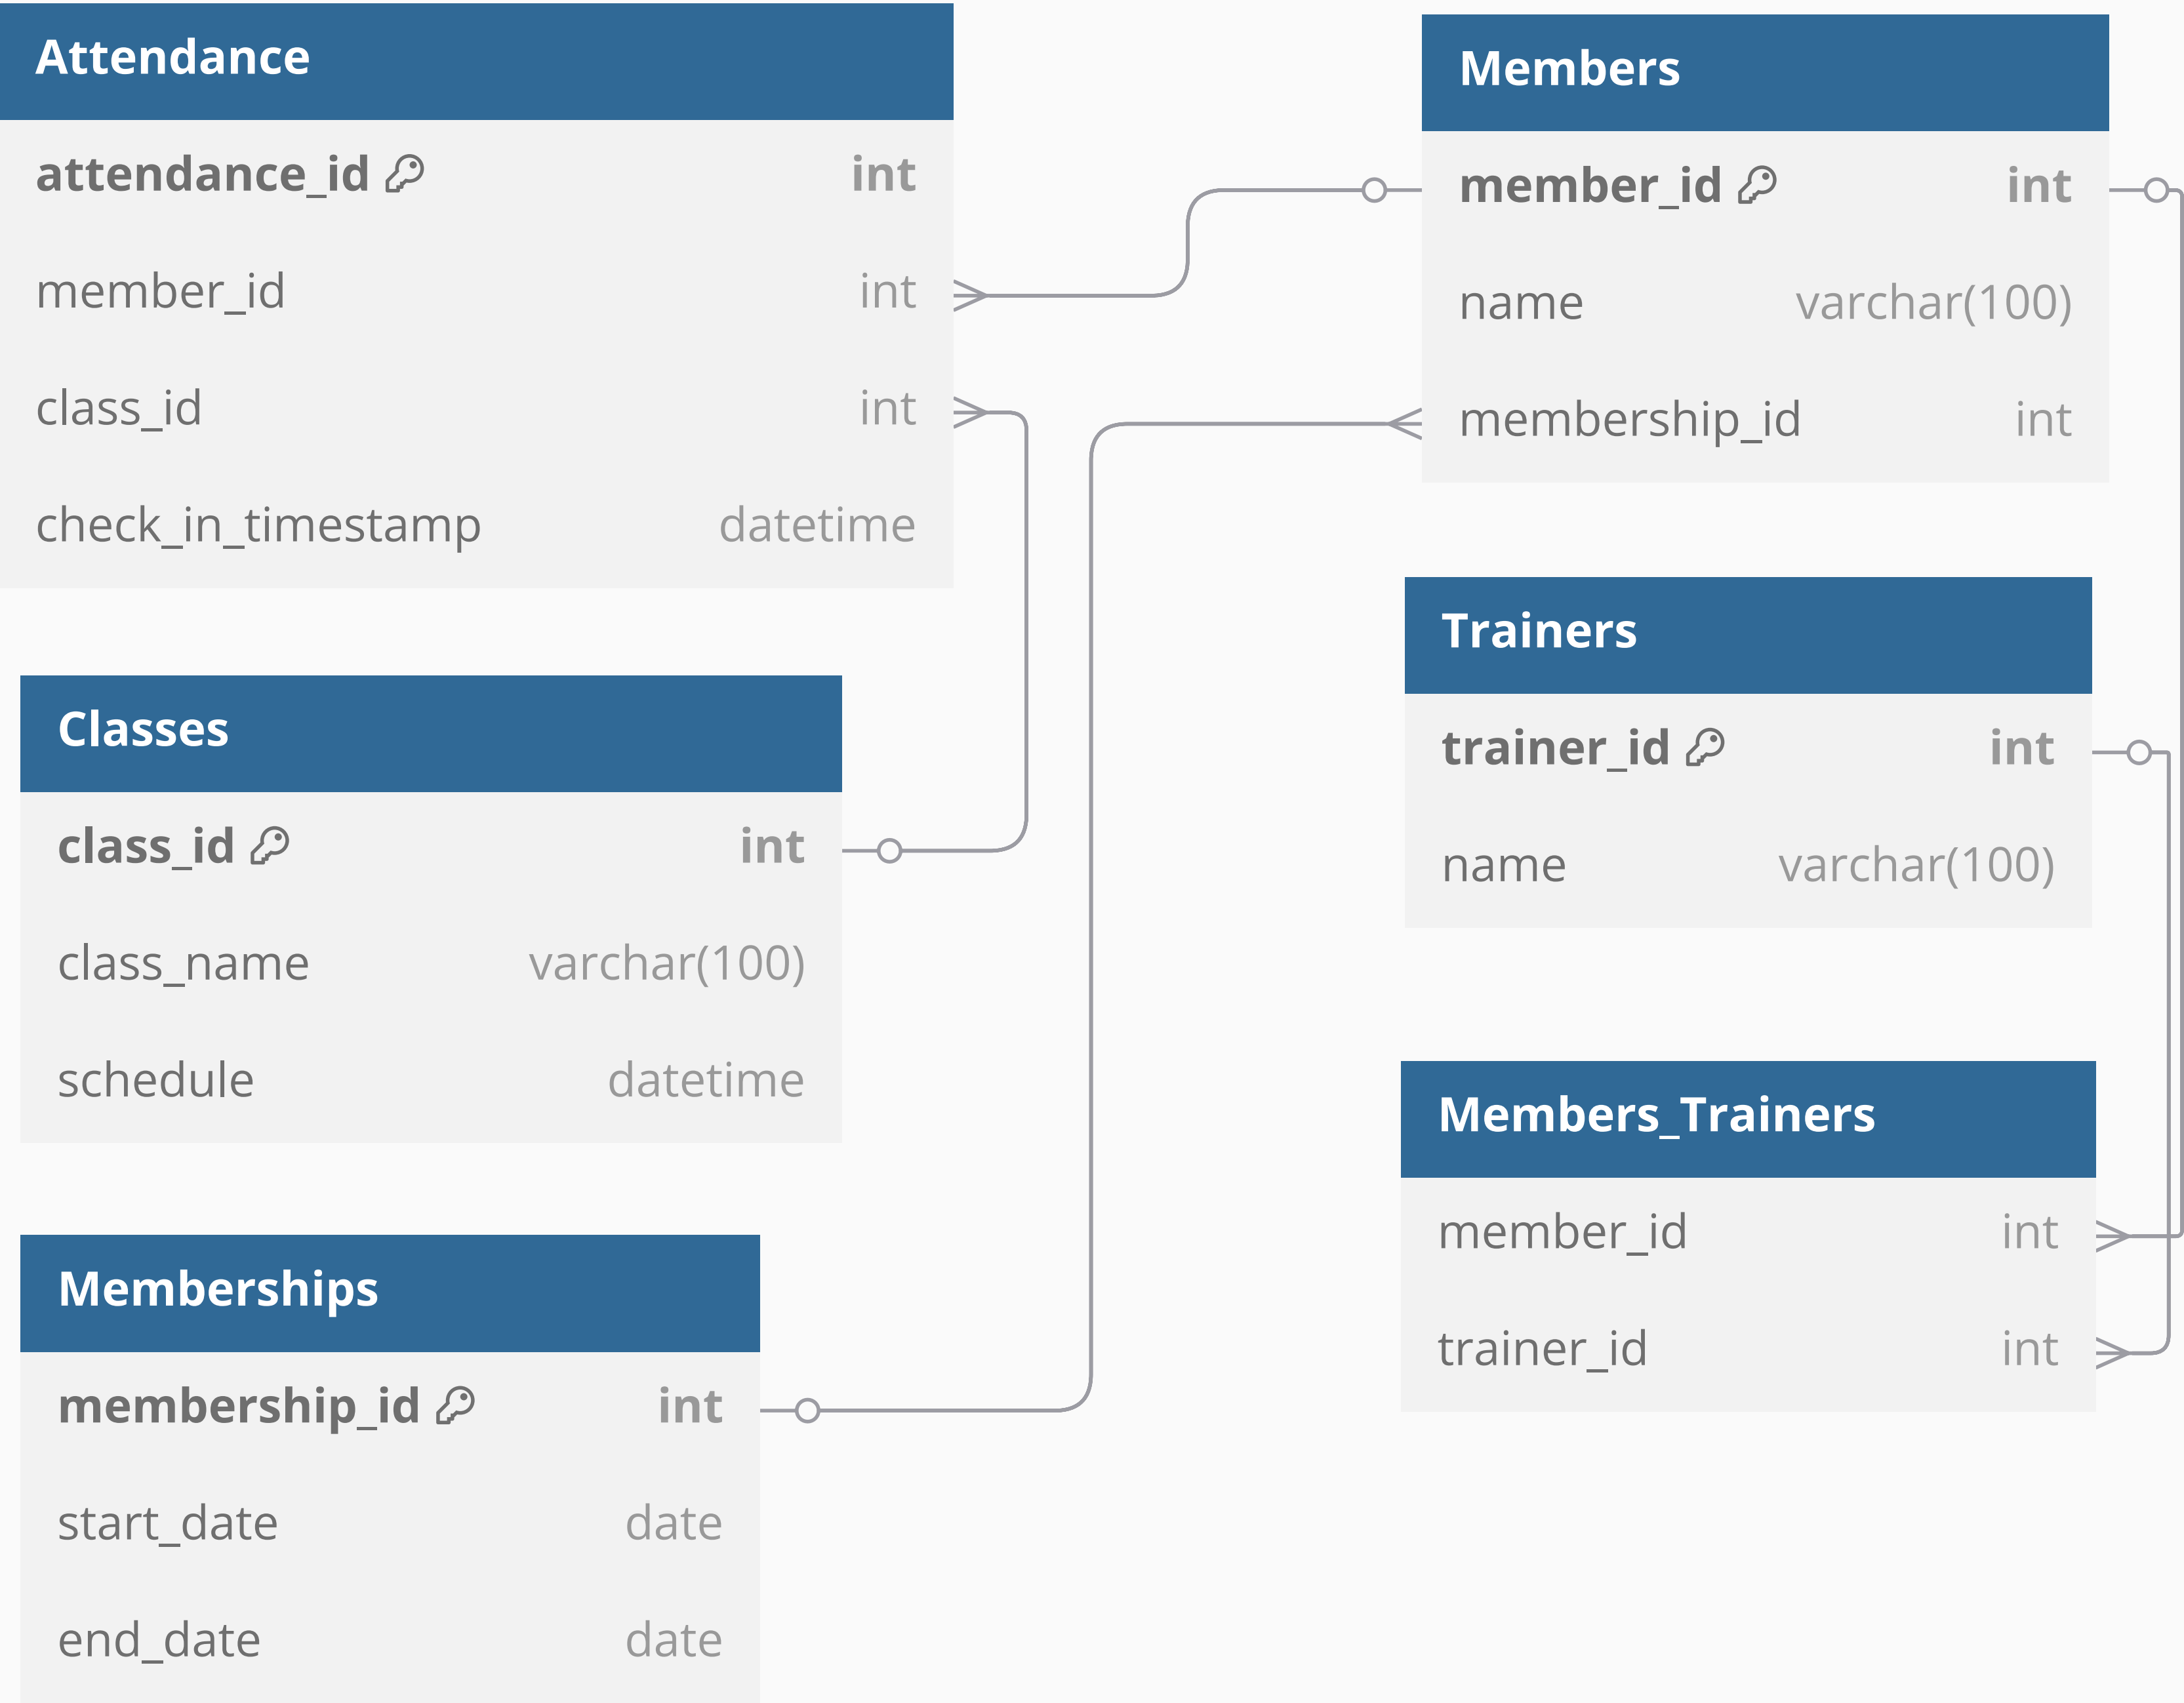 Attendance
attendance_id int
member_id int
class_id int
check_in_timestamp datetime
Members
member_id int
name varchar(100)
membership_id int
Trainers
trainer_id int
name varchar(100)
Classes
class_id int
class_name varchar(100)
schedule datetime
Members_Trainers
member_id int
trainer_id int
Memberships
membership_id int
start_date date
end_date date